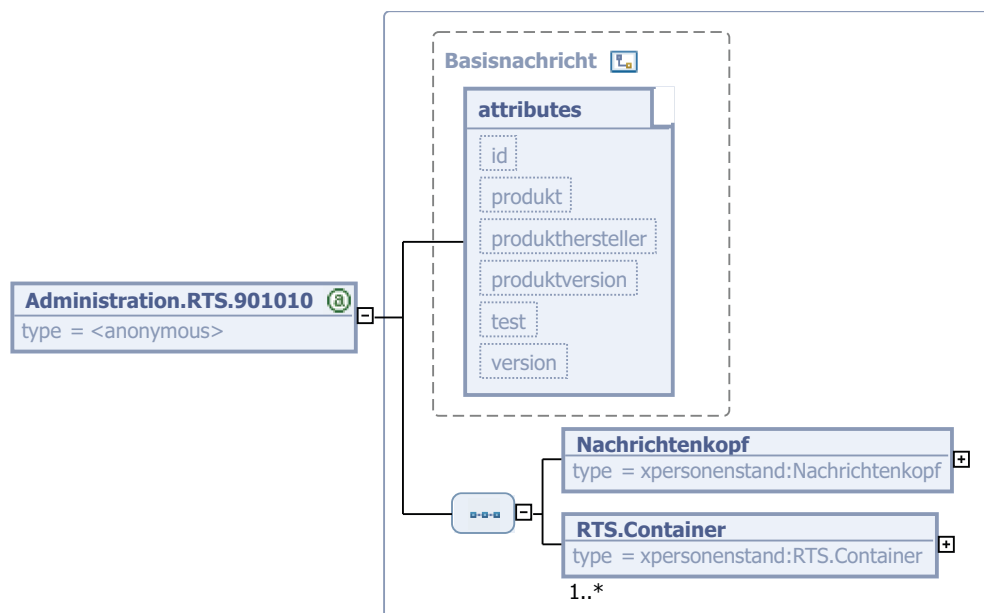 Basisnachricht
attributes
id
produkt
produkthersteller
produktversion
test
version
Administration.RTS.901010 a
type = <anonymous>
Nachrichtenkopf
type = xpersonenstand:Nachrichtenkopf
RTS.Container
type = xpersonenstand:RTS.Container
1..*